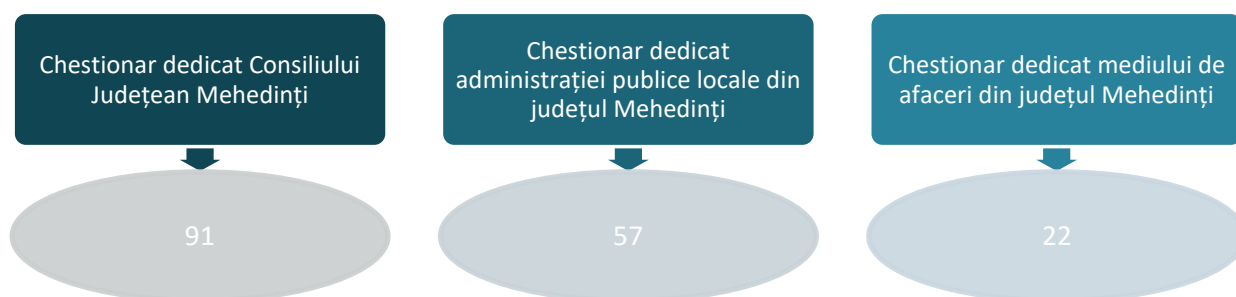 Chestionar dedicat Consiliului
Județean Mehedinți
Chestionar dedicat
administrației publice locale din
județul Mehedinți
Chestionar dedicat mediului de
afaceri din județul Mehedinți
91
57
22